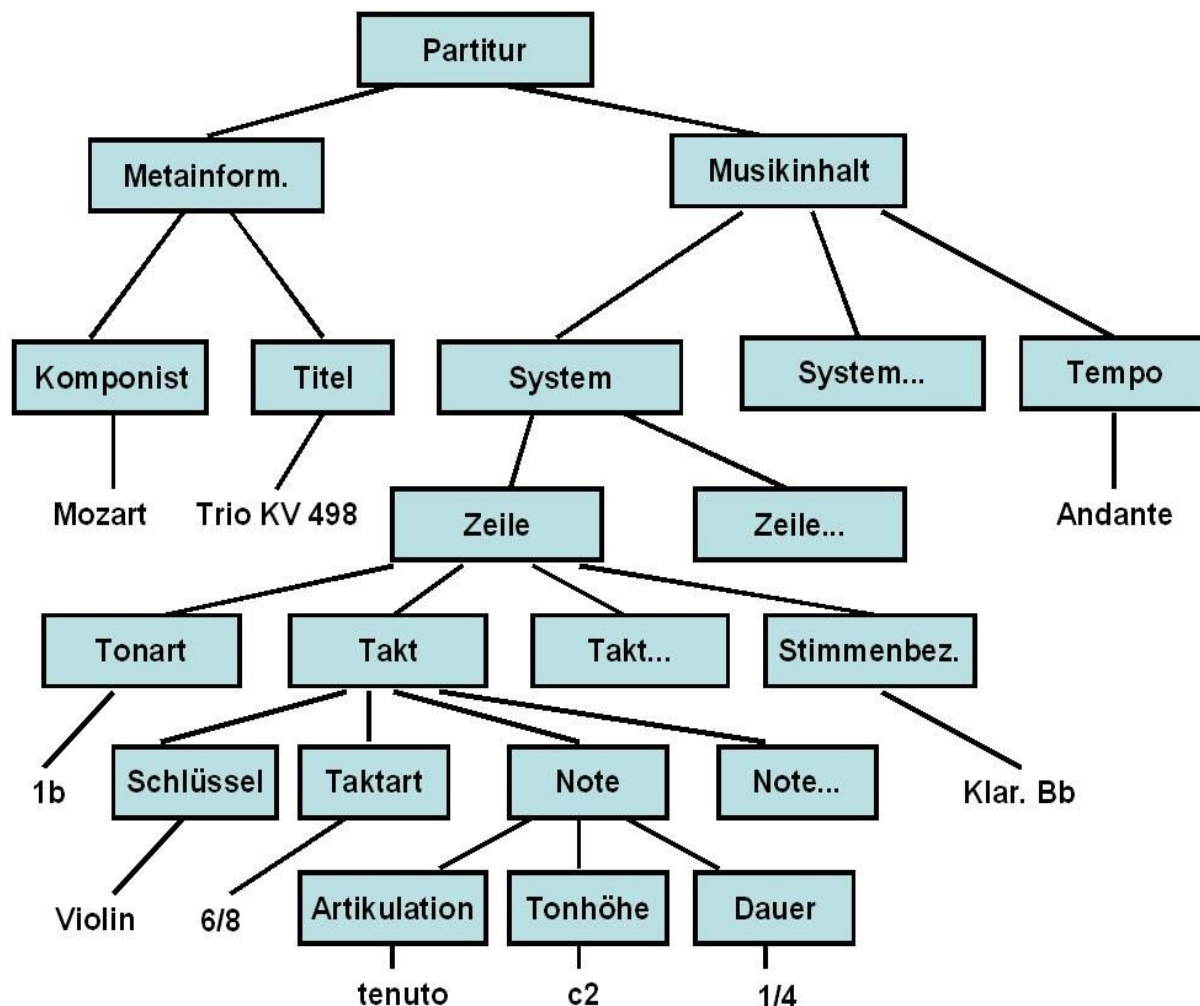 Partitur
Metainform.
Musikinhalt
Komponist
Titel
System
System...
Tempo
Mozart
Trio KV 498
Zeile
Zeile...
Andante
Tonart
Takt
Takt...
Stimmenbez.
1b
Schlüssel
Taktart
Note
Note...
Klar. Bb
Violin
6/8
Artikulation
Tonhöhe
Dauer
tenuto
c2
1/4